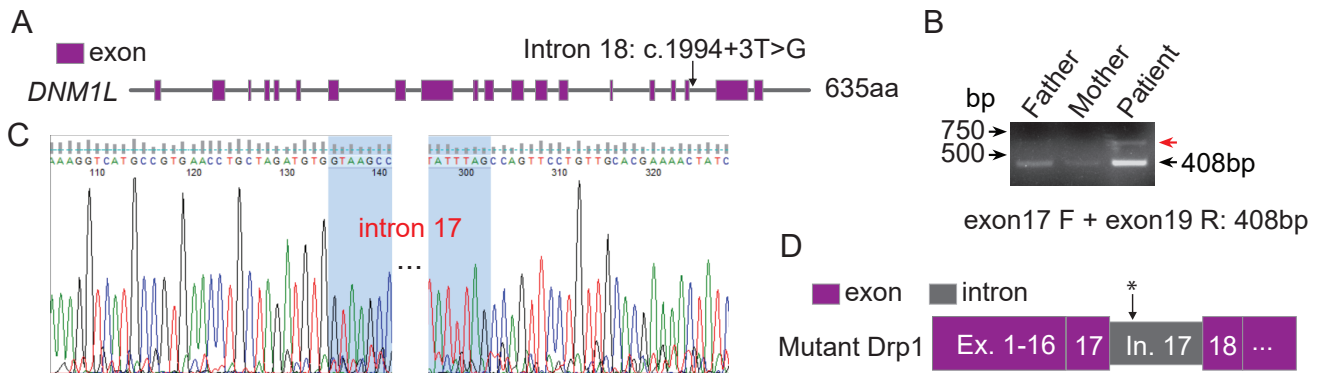 A
exon
Intron 18: c.1994+3T>G
DNM1L
635aa
B
Father
Mother
Patient
bp
750
500
408bp
exon17 F + exon19 R: 408bp
C
AAAGGTCATGCCGTGAACCTGCTAGATGTGGTAAGCC
110 120 130 140
TATTTAGCCAGTTCCTGTTGCACGAAAACTATC
300 310 320
intron 17
...
D
exon
intron
*
Mutant Drp1
Ex. 1-16
17
In. 17
18
...